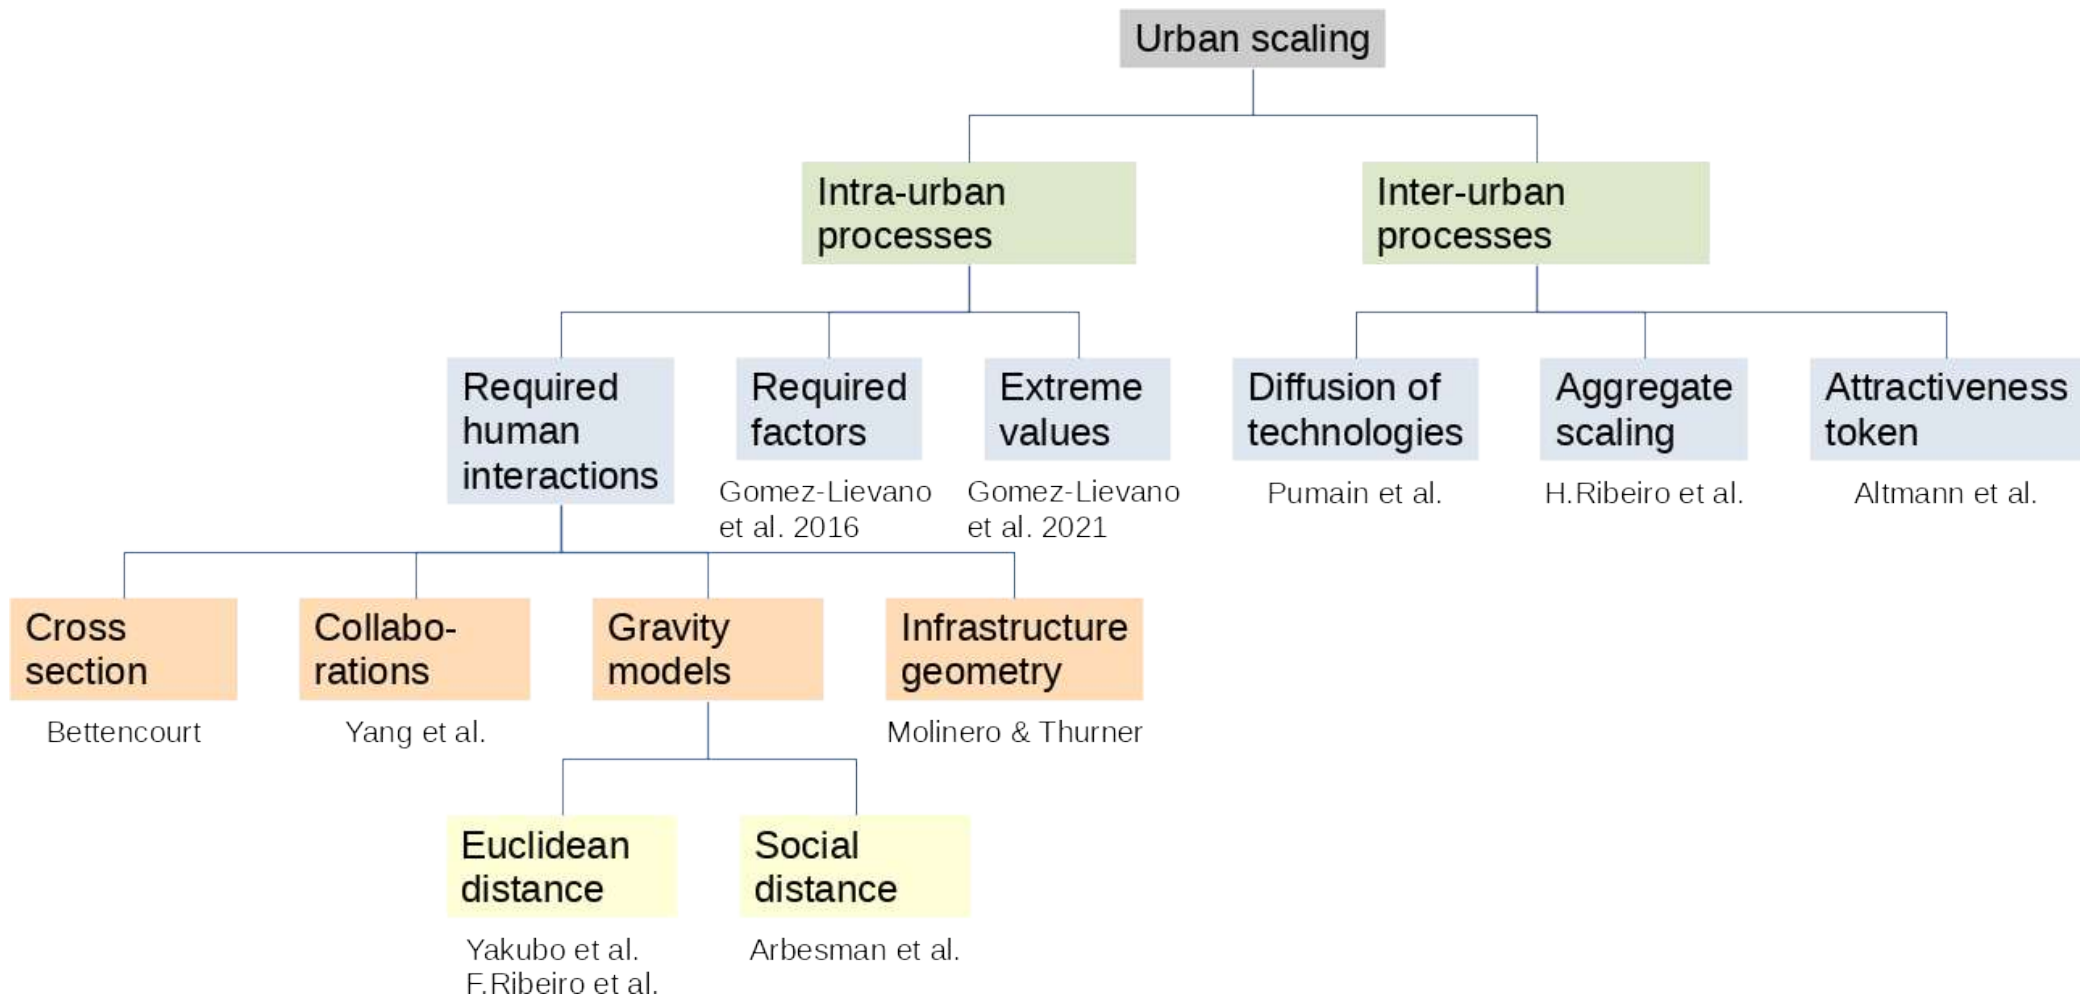 Urban scaling
Intra-urban
processes
Inter-urban
processes
Required
human
interactions
Required
factors
Gomez-Lievano
et al. 2016
Extreme
values
Gomez-Lievano
et al. 2021
Diffusion of
technologies
Pumain et al.
Aggregate
scaling
H.Ribeiro et al.
Attractiveness
token
Altmann et al.
Cross
section
Bettencourt
Collabo-
rations
Yang et al.
Gravity
models
Infrastructure
geometry
Molinero & Thurner
Euclidean
distance
Yakubo et al.
F.Ribeiro et al.
Social
distance
Arbesman et al.